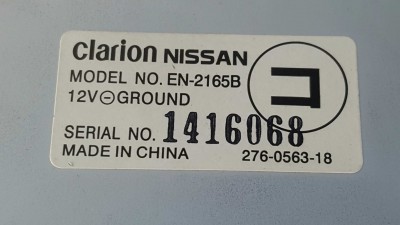 clarion NISSAN
MODEL NO. EN-2165B
コ
12V⊖GROUND
SERIAL NO. 1416068
MADE IN CHINA 276-0563-18